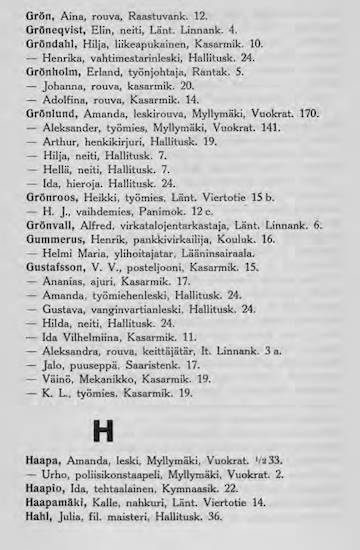 Grön, Aina, rouva, Raastuvank. 12.
Gröneqvist, Elin, neiti, Länt. Linnank. 4.
Gröndahl, Hilja, liikeapukainen, Kasarmik. 10.
— Henrika, vahtimestarinleski, Hallitusk. 24.
Grönholm, Erland, työnjohtaja, Rantak. 5.
— Johanna, rouva, kasarmik. 20.
— Adolfina, rouva, Kasarmik. 14.
Grönlund, Amanda, leskirouva, Myllymäki, Vuokrat. 170.
— Aleksander, työmies, Myllymäki, Vuokrat. 141.
— Arthur, henkikirjuri, Hallitusk. 19.
— Hilja, neiti, Hallitusk. 7.
— Hellä, neiti, Hallitusk. 7.
— Ida, hieroja. Hallitusk. 24.
Grönroos, Heikki, työmies, Länt. Viertotie 15 b.
— H. J., vaihdemies, Panimok. 12 c.
Grönvall, Alfred, virkatalojentarkastaja, Länt. Linnank. 6.
Gummerus, Henrik, pankkivirkailija, Kouluk. 16.
— Helmi Maria, ylihoitajatar, Lääninsairaala.
Gustafsson, V. V., posteljooni, Kasarmik. 15.
— Ananias, ajuri, Kasarmik. 17.
— Amanda, työmiehenleski, Hallitusk. 24.
— Gustava, vanginvartianleski, Hallitusk. 24.
— Hilda, neiti, Hallitusk. 24.
— Ida Vilhelmiina, Kasarmik. 11.
— Aleksandra, rouva, keittäjätär, It. Linnank. 3 a.
— Jalo, puuseppä. Saaristenk. 17.
— Väinö, Mekanikko, Kasarmik. 19.
— K. L., työmies, Kasarmik. 19.
H
Haapa, Amanda, leski, Myllymäki, Vuokrat. 1/2 33.
— Urho, poliisikonstaapeli, Myllymäki, Vuokrat. 2.
Haapio, Ida, tehtaalainen, Kymnaasik. 22.
Haapamäki, Kalle, nahkuri, Länt. Viertotie 14.
Hahl, Julia, fil. maisteri, Hallitusk. 36.